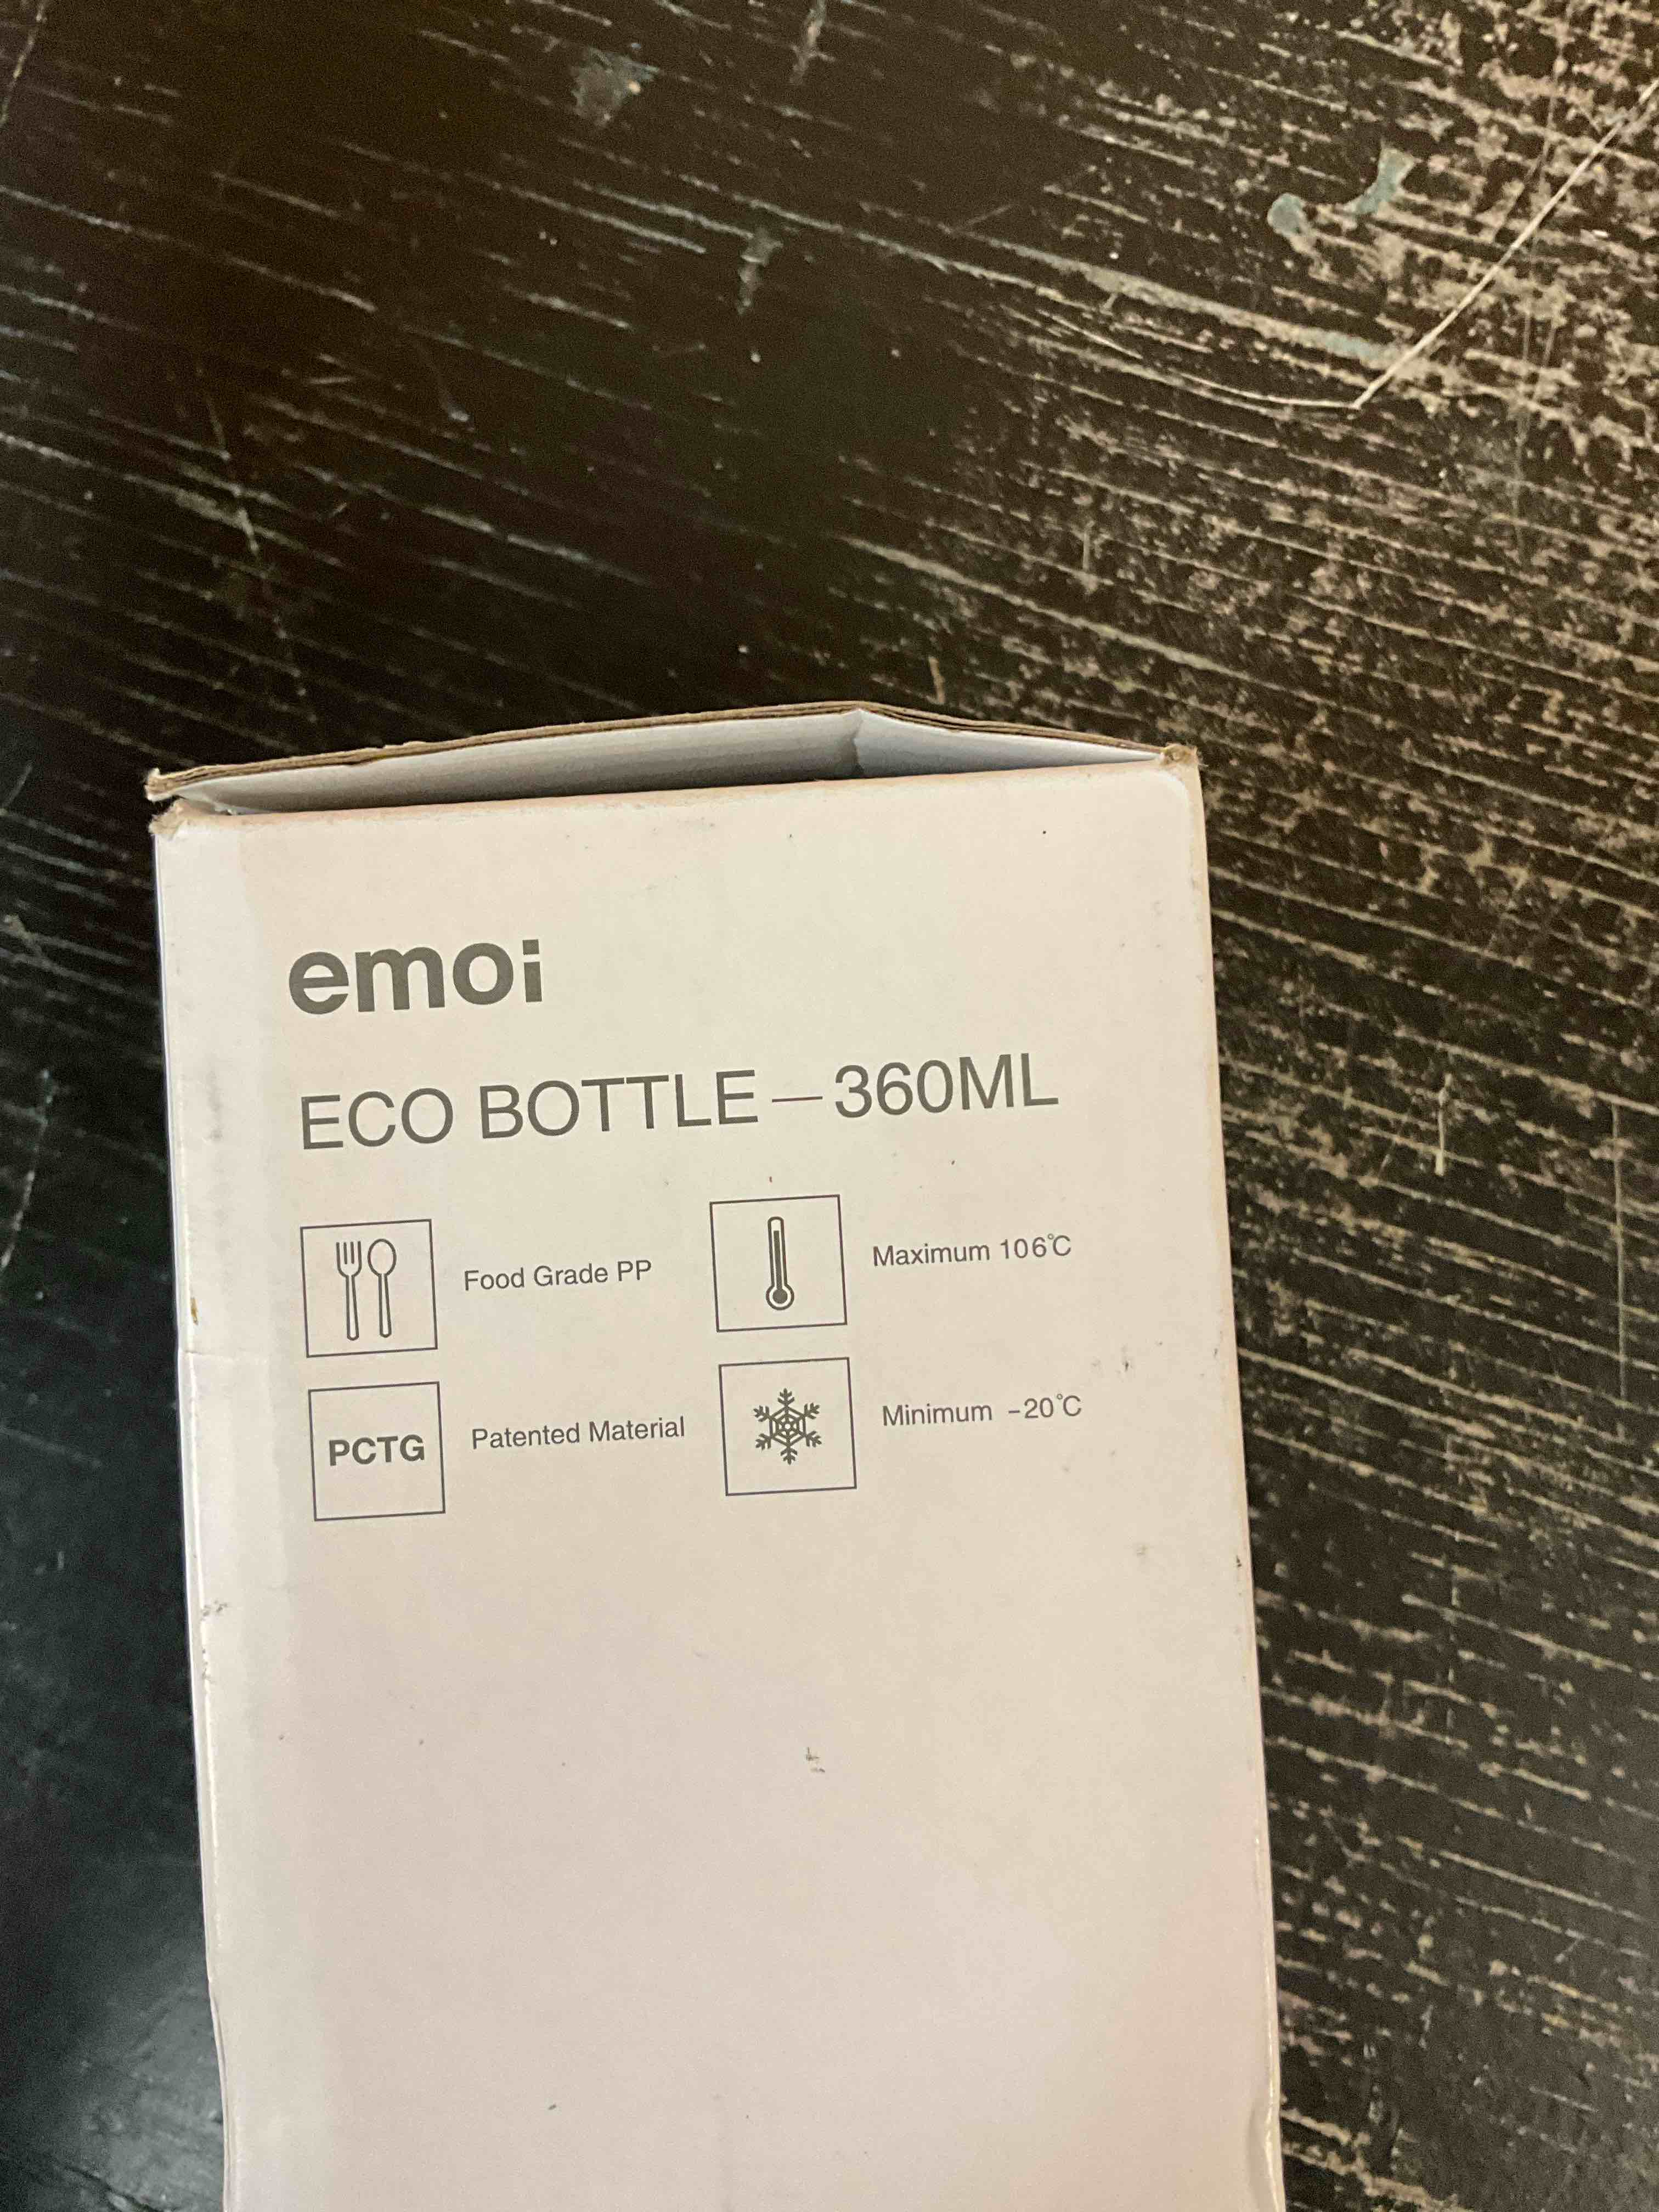 emoi
ECO BOTTLE – 360ML
Food Grade PP
Maximum 106℃
PCTG
Patented Material
Minimum -20℃